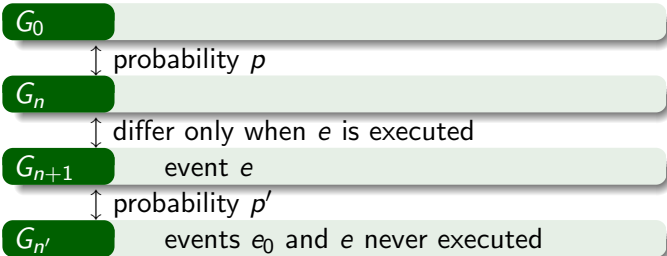 G₀
↕ probability p
Gₙ
↕ differ only when e is executed
Gₙ₊₁ event e
↕ probability p′
Gₙ′ events e₀ and e never executed